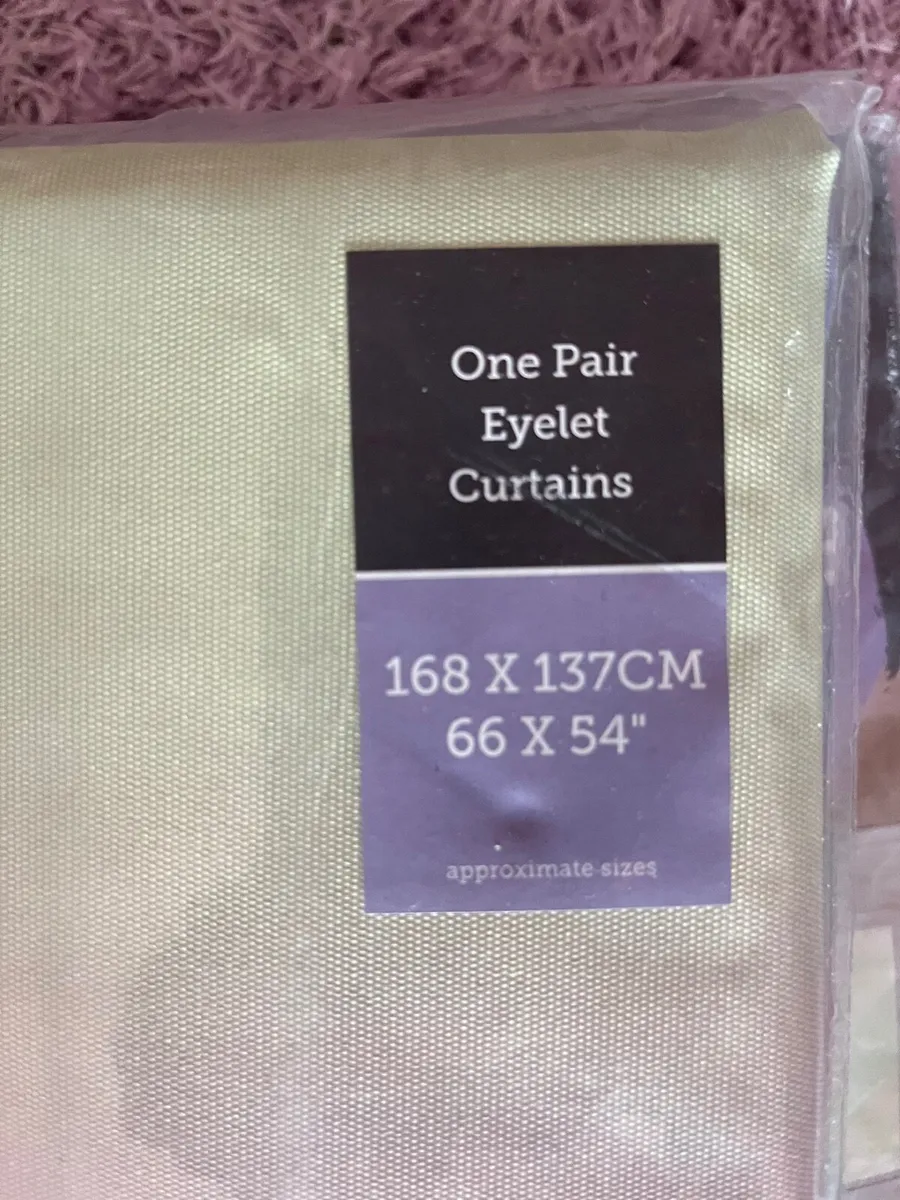 One Pair
Eyelet
Curtains
168 X 137CM
66 X 54"
approximate sizes